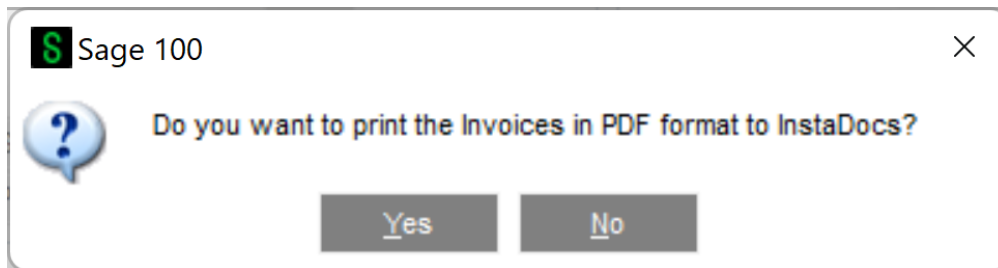 Sage 100
Do you want to print the Invoices in PDF format to InstaDocs?
Yes
No